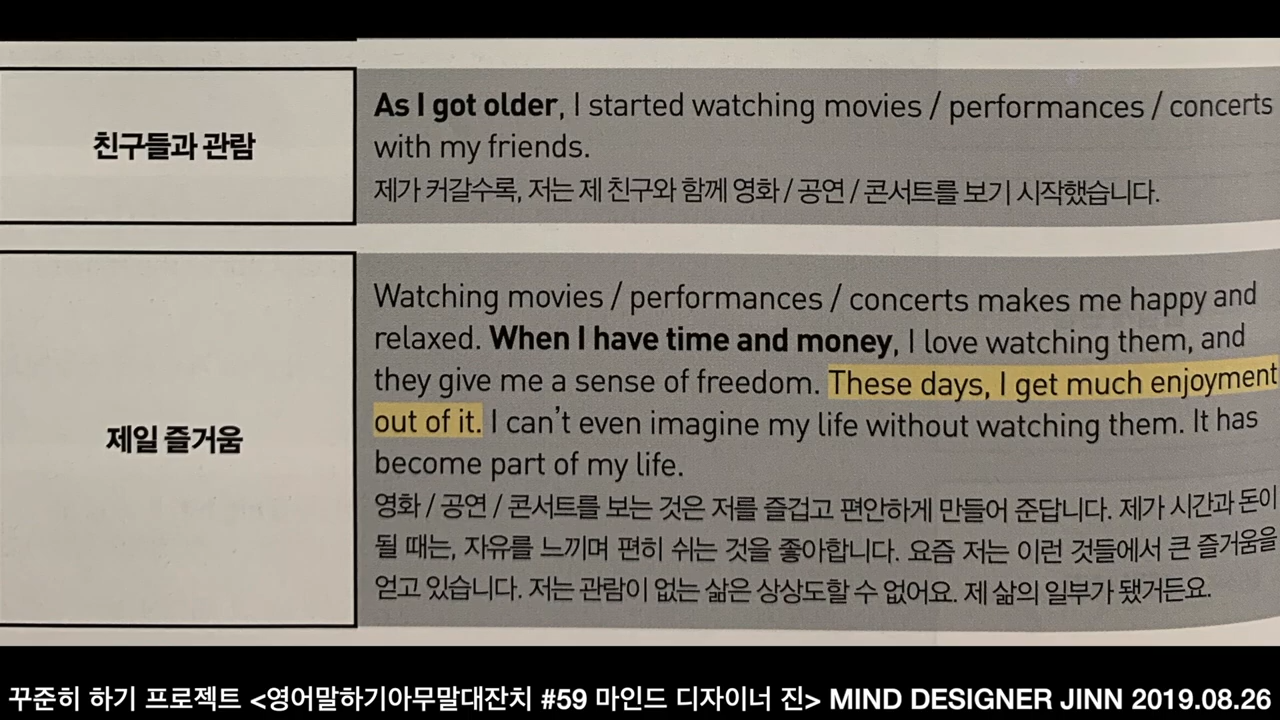 친구들과 관람
As I got older, I started watching movies / performances / concerts
with my friends.
제가 커갈수록, 저는 제 친구와 함께 영화 / 공연 / 콘서트를 보기 시작했습니다.
제일 즐거움
Watching movies / performances / concerts makes me happy and
relaxed. When I have time and money, I love watching them, and
they give me a sense of freedom. These days, I get much enjoyment
out of it. I can't even imagine my life without watching them. It has
become part of my life.
영화 / 공연 / 콘서트를 보는 것은 저를 즐겁고 편안하게 만들어 준답니다. 제가 시간과 돈이
될 때는, 자유를 느끼며 편히 쉬는 것을 좋아합니다. 요즘 저는 이런 것들에서 큰 즐거움을
얻고 있습니다. 저는 관람이 없는 삶은 상상도할 수 없어요. 제 삶의 일부가 됐거든요.
꾸준히 하기 프로젝트 <영어말하기아무말대잔치 #59 마인드 디자이너 진> MIND DESIGNER JINN 2019.08.26